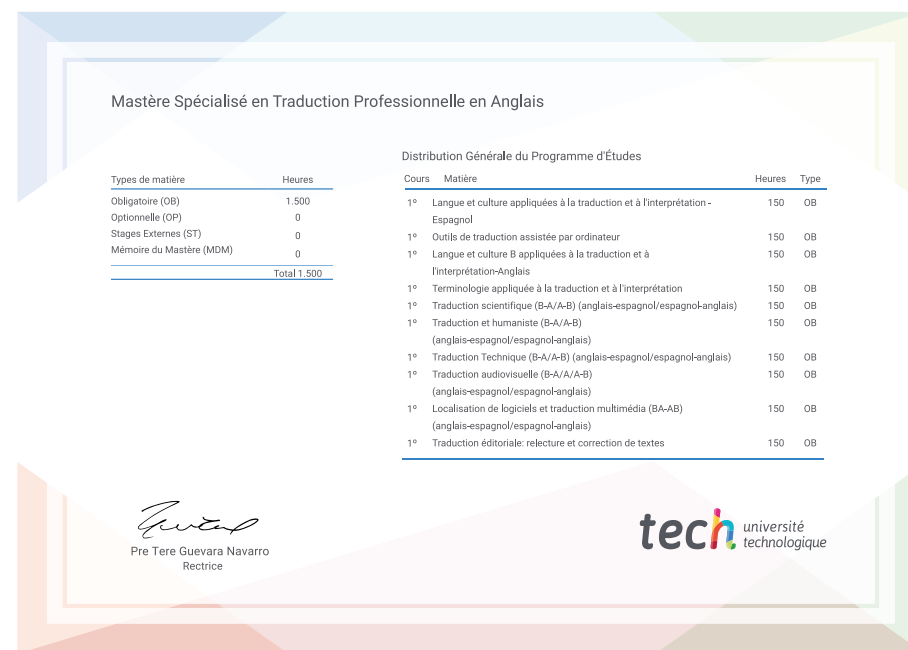 Mastère Spécialisé en Traduction Professionnelle en Anglais
Types de matière Heures
Obligatoire (OB) 1.500
Optionnelle (OP) 0
Stages Externes (ST) 0
Mémoire du Mastère (MDM) 0
Total 1.500
Distribution Générale du Programme d'Études
Cours Matière Heures Type
1º Langue et culture appliquées à la traduction et à l'interprétation - 150 OB
Espagnol
1º Outils de traduction assistée par ordinateur 150 OB
1º Langue et culture B appliquées à la traduction et à 150 OB
l'interprétation-Anglais
1º Terminologie appliquée à la traduction et à l'interprétation 150 OB
1º Traduction scientifique (B-A/A-B) (anglais-espagnol/espagnol-anglais) 150 OB
1º Traduction et humaniste (B-A/A-B) 150 OB
(anglais-espagnol/espagnol-anglais)
1º Traduction Technique (B-A/A-B) (anglais-espagnol/espagnol-anglais) 150 OB
1º Traduction audiovisuelle (B-A/A/A-B) 150 OB
(anglais-espagnol/espagnol-anglais)
1º Localisation de logiciels et traduction multimédia (BA-AB) 150 OB
(anglais-espagnol/espagnol-anglais)
1º Traduction éditoriale: relecture et correction de textes 150 OB
Pre Tere Guevara Navarro
Rectrice
tech université
technologique